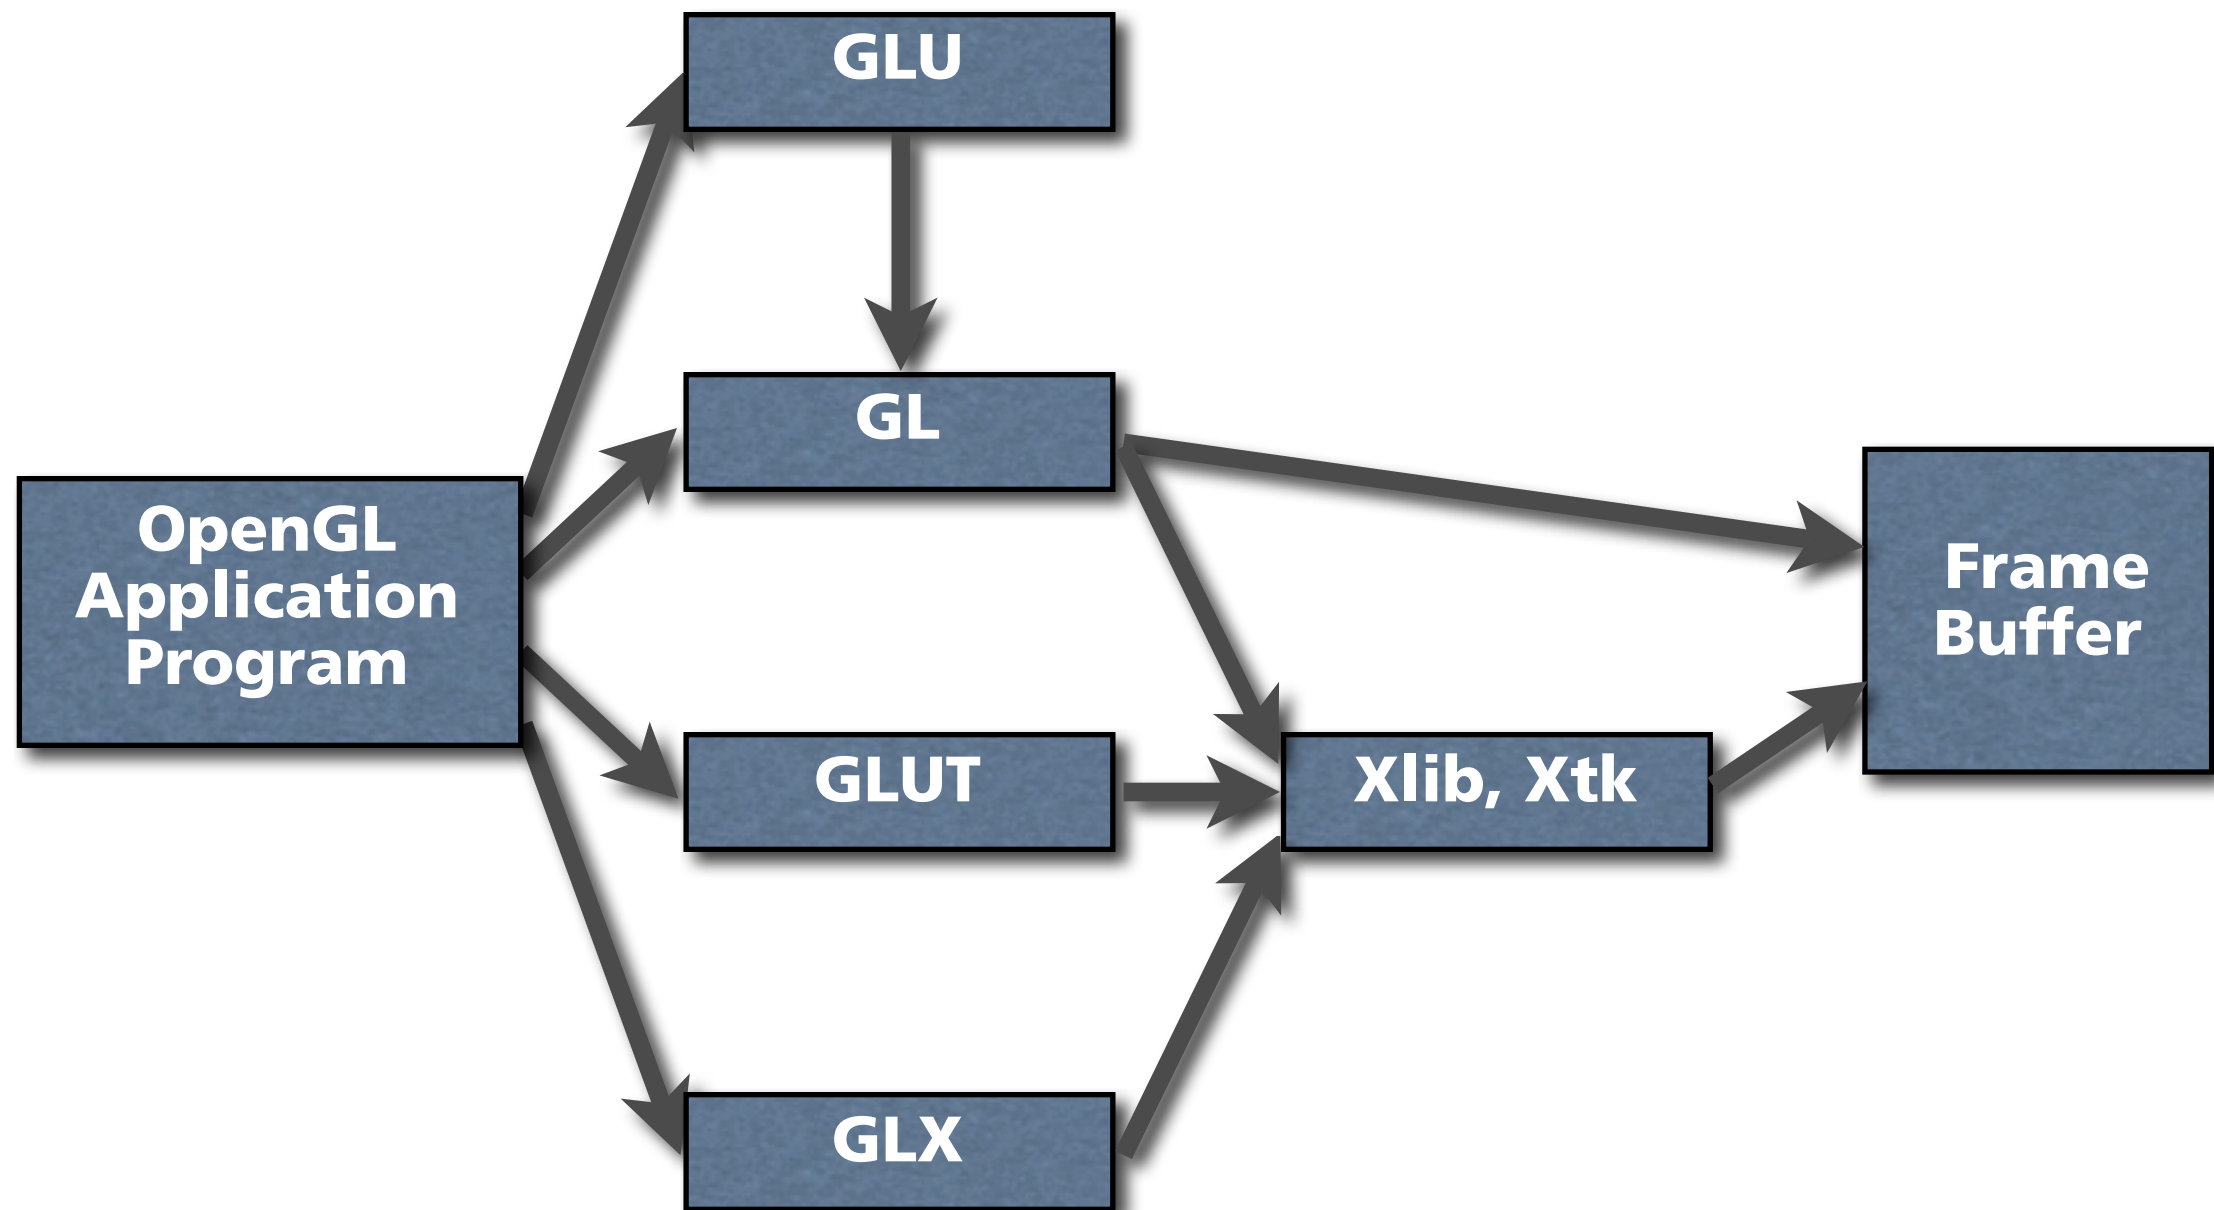 GLU
GL
OpenGL
Application
Program
Frame
Buffer
GLUT
Xlib, Xtk
GLX